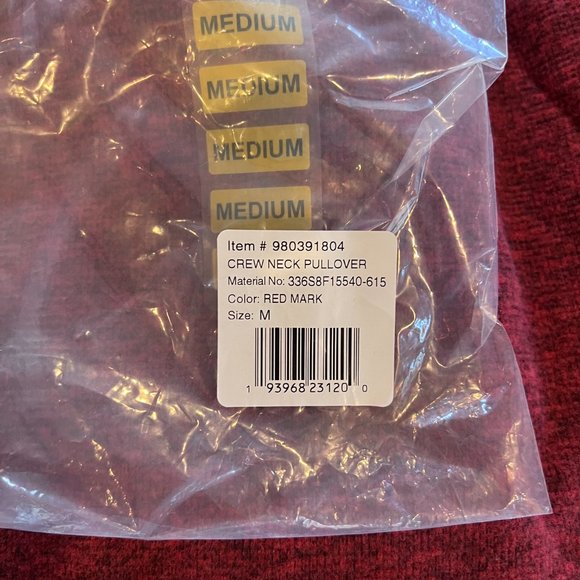 MEDIUM
MEDIUM
MEDIUM
MEDIUM
Item # 980391804
CREW NECK PULLOVER
Material No: 336S8F15540-615
Color: RED MARK
Size: M
1 93968 23120 0